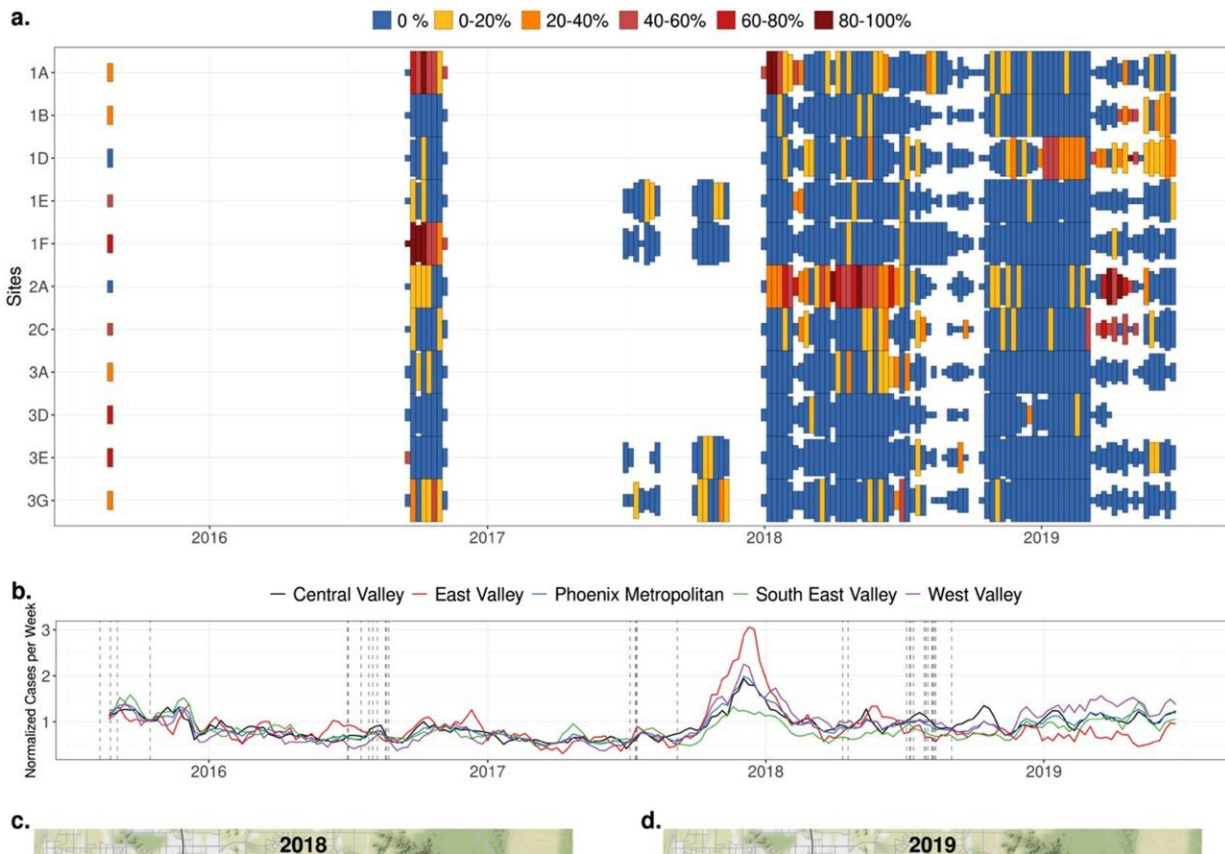 a.
0 % 0-20% 20-40% 40-60% 60-80% 80-100%
Sites
1A
1B
1D
1E
1F
2A
2C
3A
3D
3E
3G
2016 2017 2018 2019
b.
Central Valley East Valley Phoenix Metropolitan South East Valley West Valley
Normalized Cases per Week
3
2
1
2016 2017 2018 2019
c. 2018
d. 2019